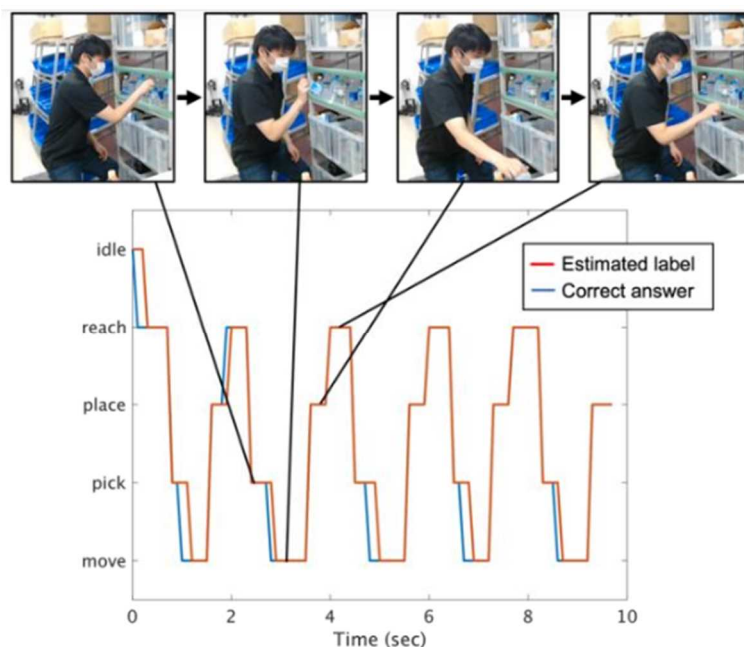 idle
reach
place
pick
move
Estimated label
Correct answer
0
2
4
6
8
10
Time (sec)